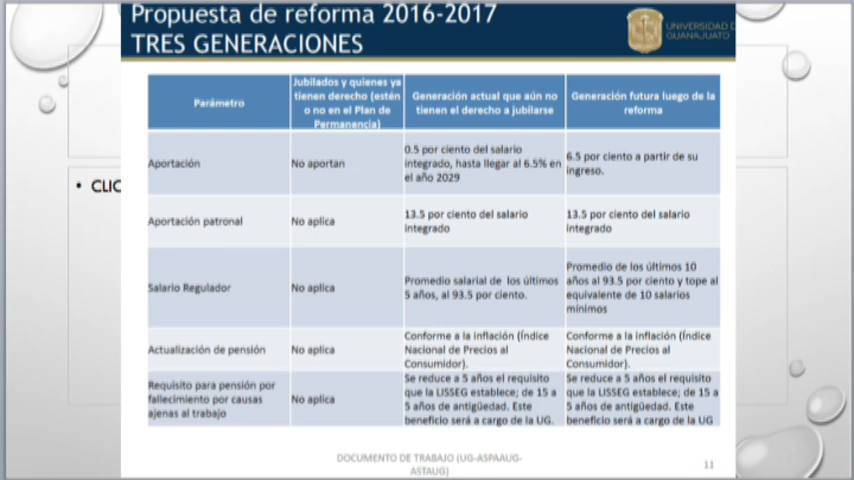 Propuesta de reforma 2016-2017
TRES GENERACIONES
UNIVERSIDAD D
GUANAJUATO
• CLIC
Parámetro
Jubilados y quienes ya
tienen derecho (estén
o no en el Plan de
Permanencia)
Generación actual que aún no
tienen el derecho a jubilarse
Generación futura luego de la
reforma
Aportación
No aportan
0.5 por ciento del salario
integrado, hasta llegar al 6.5% en
el año 2029
6.5 por ciento a partir de su
ingreso.
Aportación patronal
No aplica
13.5 por ciento del salario
integrado
13.5 por ciento del salario
integrado
Salario Regulador
No aplica
Promedio salarial de los últimos
5 años, al 93.5 por ciento.
Promedio de los últimos 10
años al 93.5 por ciento y tope al
equivalente de 10 salarios
mínimos
Actualización de pensión
No aplica
Conforme a la inflación (Índice
Nacional de Precios al
Consumidor).
Conforme a la inflación (Índice
Nacional de Precios al
Consumidor).
Requisito para pensión por
fallecimiento por causas
ajenas al trabajo
No aplica
Se reduce a 5 años el requisito
que la LISSEG establece; de 15 a
5 años de antigüedad. Este
beneficio será a cargo de la UG.
Se reduce a 5 años el requisito
que la LISSEG establece; de 15 a
5 años de antigüedad. Este
beneficio será a cargo de la UG
DOCUMENTO DE TRABAJO (UG-ASPAAUG-
ASTAUG)
11